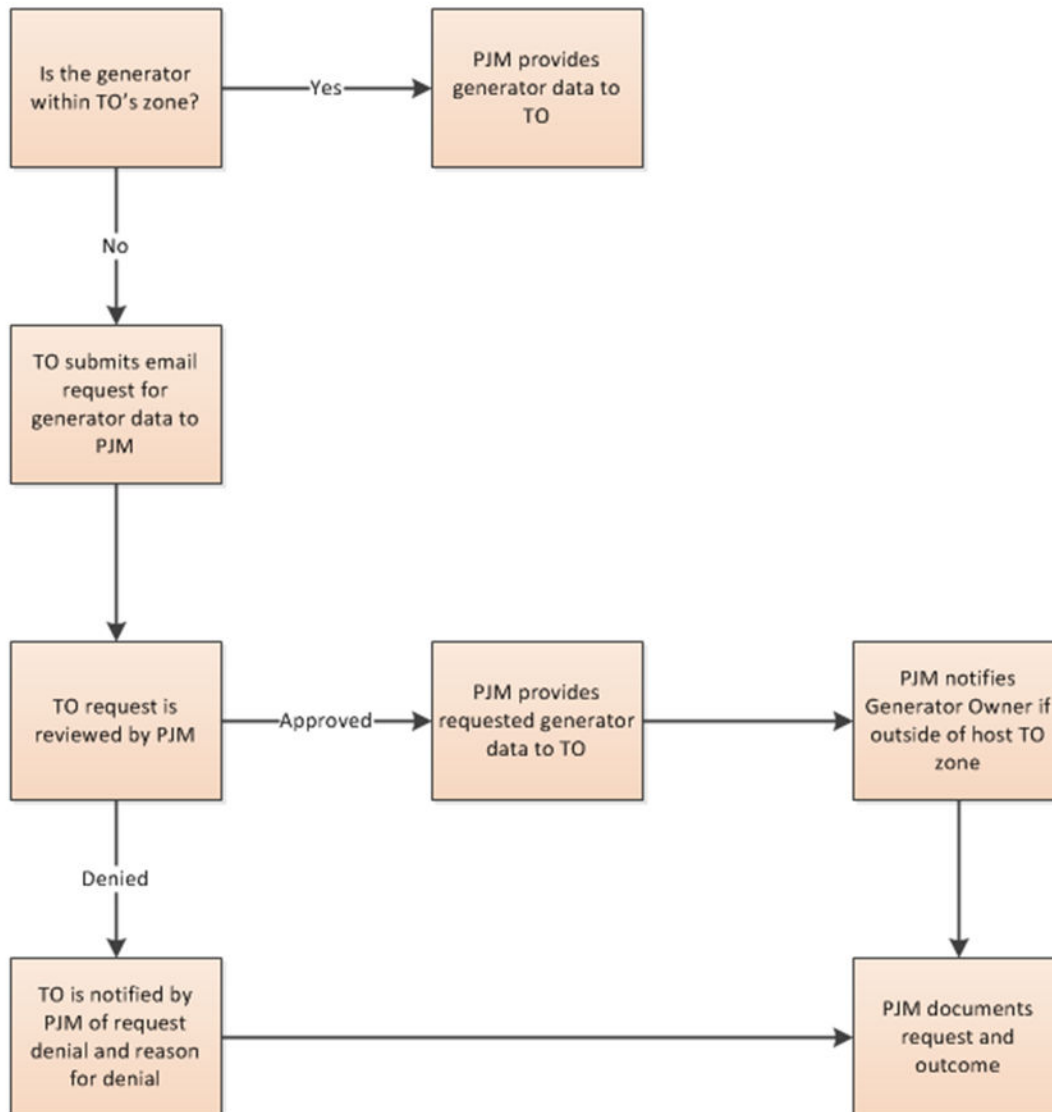 Is the generator
within TO's zone?
Yes
PJM provides
generator data to
TO
No
TO submits email
request for
generator data to
PJM
TO request is
reviewed by PJM
Approved
PJM provides
requested generator
data to TO
PJM notifies
Generator Owner if
outside of host TO
zone
Denied
TO is notified by
PJM of request
denial and reason
for denial
PJM documents
request and
outcome